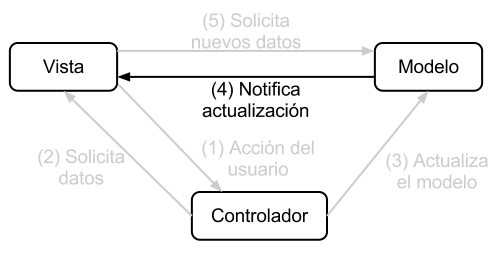 (5) Solicita
nuevos datos
Vista
Modelo
(4) Notifica
actualización
(2) Solicita
datos
(1) Acción del
usuario
(3) Actualiza
el modelo
Controlador